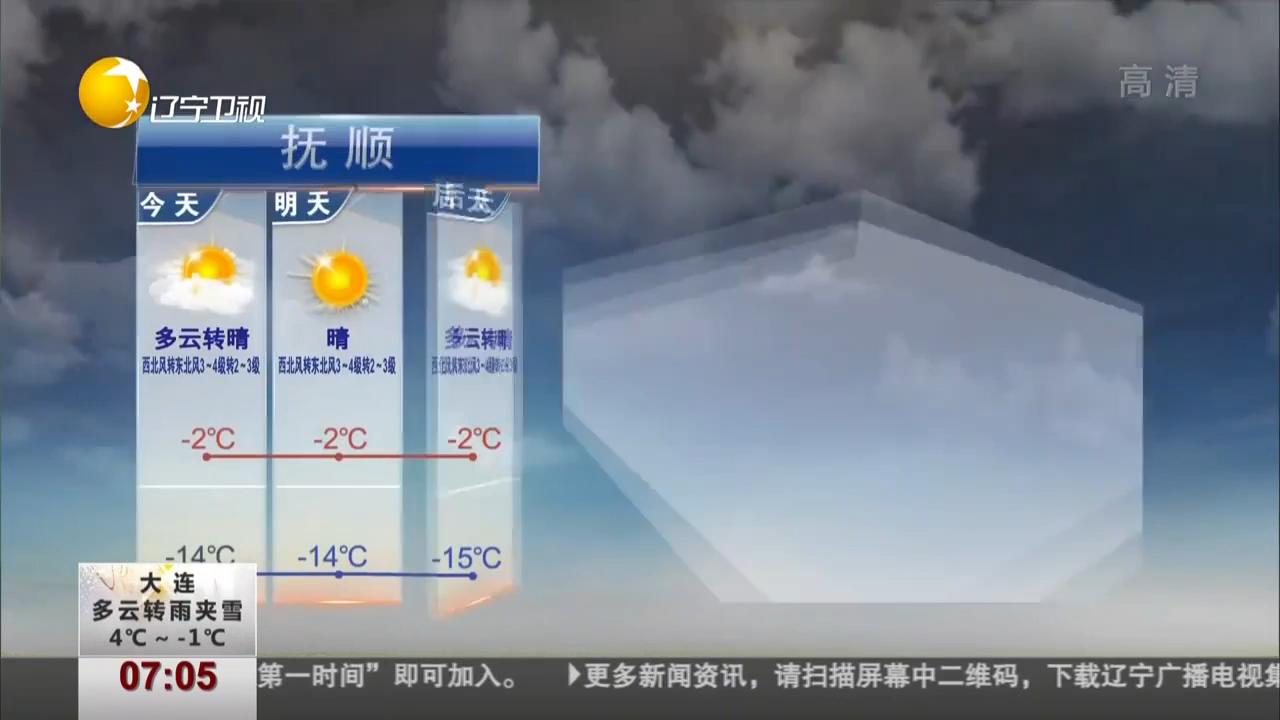 辽宁卫视
高清
抚顺
今天
明天
后天
多云转晴
晴
多云转晴
西北风转东北风3~4级转2~3级
西北风转东北风3~4级转2~3级
-2℃
-2℃
-2℃
-14℃
-14℃
-15℃
大连
多云转雨夹雪
4℃ ~ -1℃
07:05
第一时间”即可加入。 ▶更多新闻资讯，请扫描屏幕中二维码，下载辽宁广播电视集